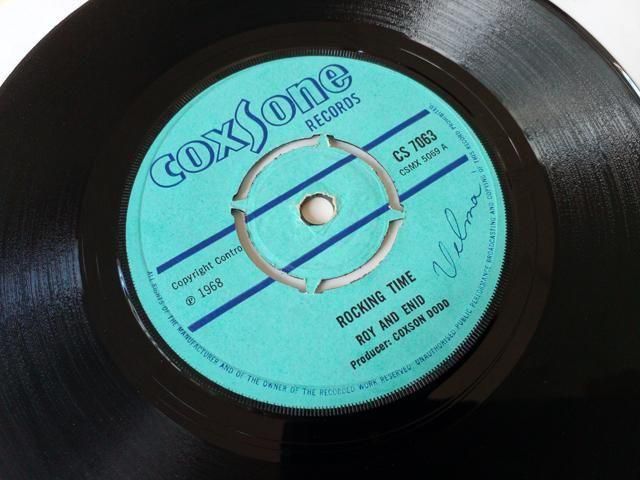 coxsone
RECORDS
CS 7063
CSMX 5069 A
Copyright Contro
℗ 1968
Velma
ROCKING TIME
ROY AND ENID
Producer: COXSON DODD
ALL RIGHTS OF THE MANUFACTURER AND OF THE OWNER OF THE RECORDED WORK RESERVED. UNAUTHORISED PUBLIC PERFORMANCE BROADCASTING AND COPYING OF THIS RECORD PROHIBITED.